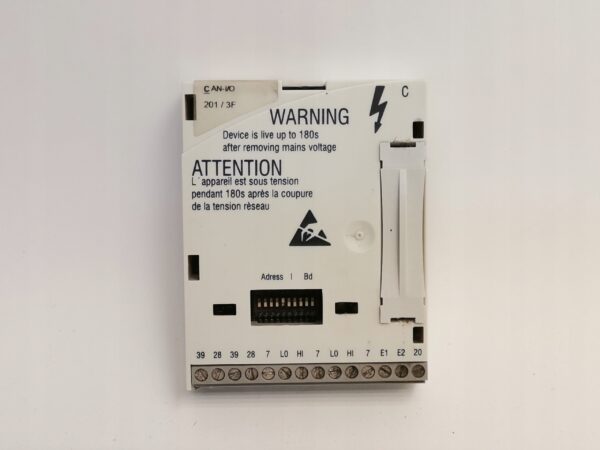 CAN-I/O
201 / 3F
C
WARNING
Device is live up to 180s
after removing mains voltage
ATTENTION
L´appareil est sous tension
pendant 180s après la coupure
de la tension rèseau
Adress | Bd
39 28 39 28 7 LO HI 7 LO HI 7 E1 E2 20